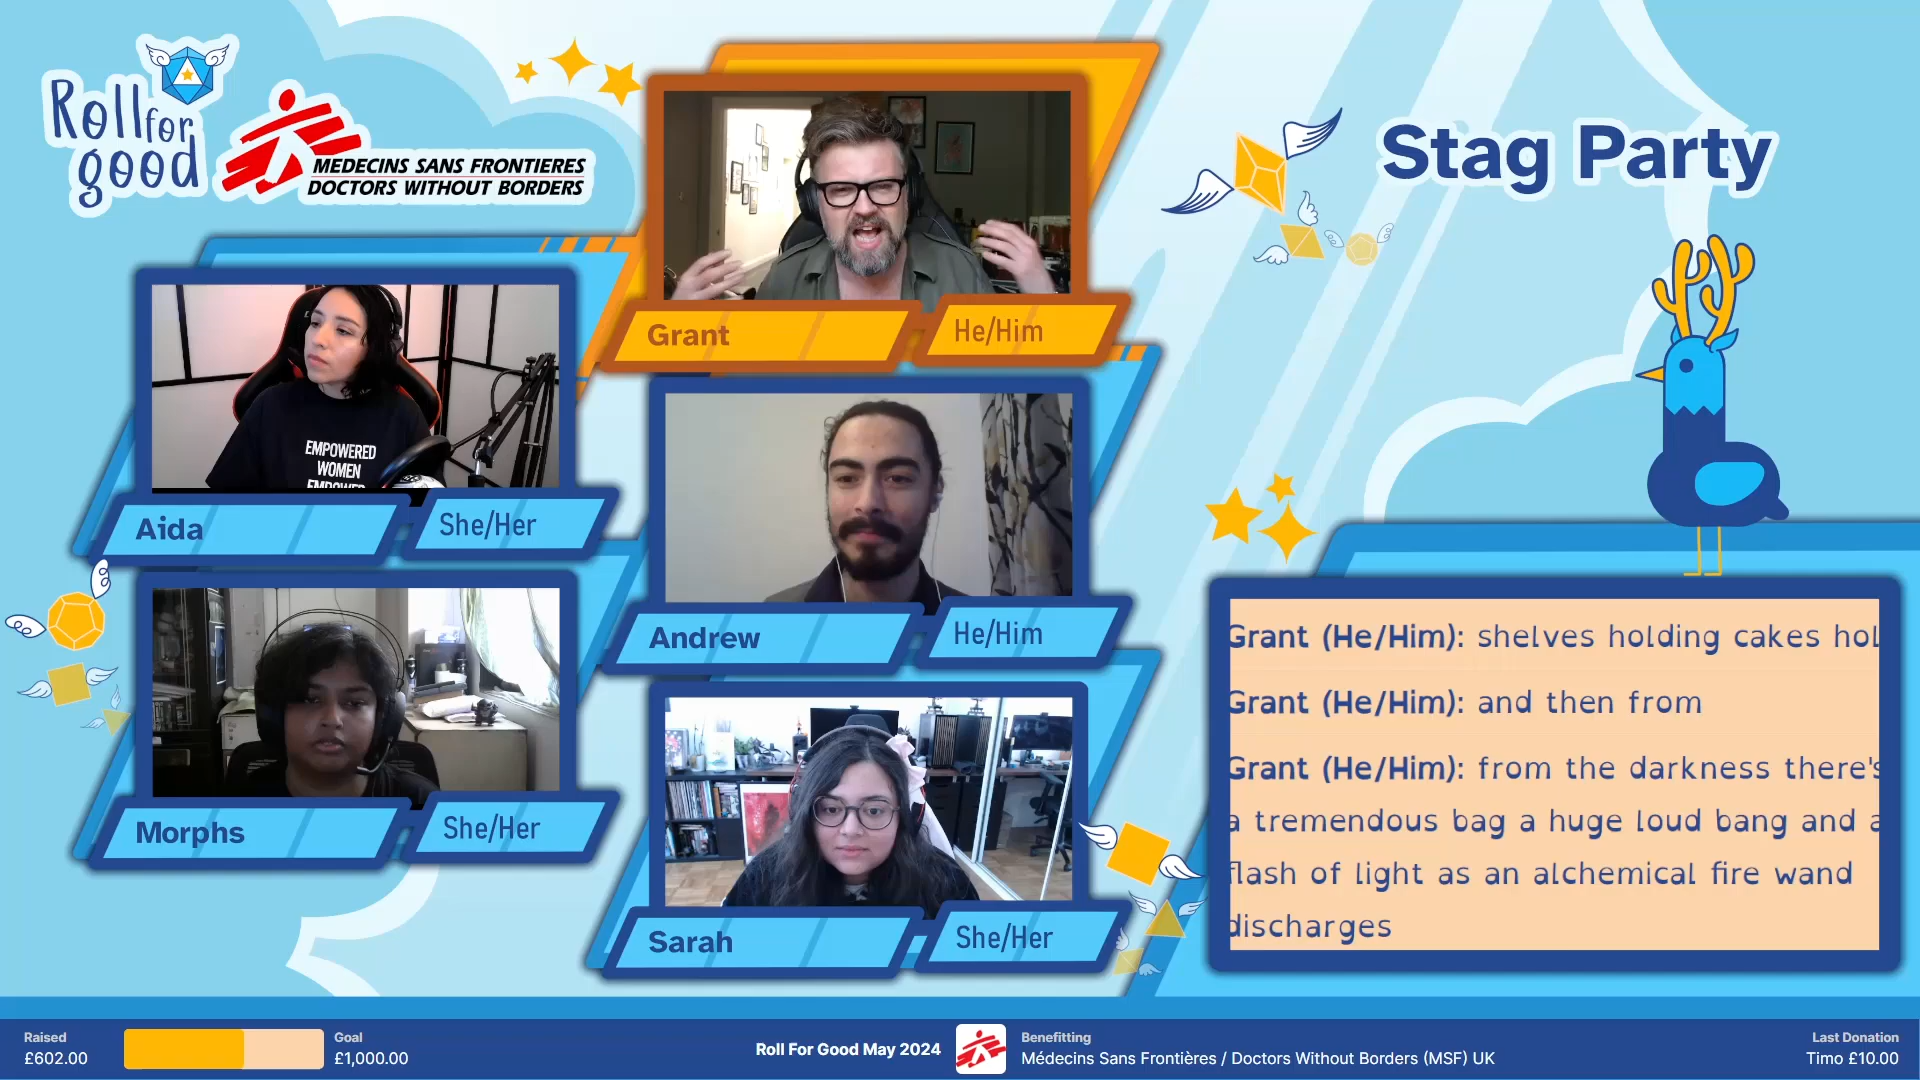 Roll for good
MEDECINS SANS FRONTIERES
DOCTORS WITHOUT BORDERS
Stag Party
Grant
He/Him
EMPOWERED
WOMEN
EMPOWER
Aida
She/Her
Andrew
He/Him
Morphs
She/Her
Sarah
She/Her
Grant (He/Him): shelves holding cakes hol
Grant (He/Him): and then from
Grant (He/Him): from the darkness there's
a tremendous bag a huge loud bang and a
flash of light as an alchemical fire wand
discharges
Raised
£602.00
Goal
£1,000.00
Roll For Good May 2024
Benefitting
Médecins Sans Frontières / Doctors Without Borders (MSF) UK
Last Donation
Timo £10.00